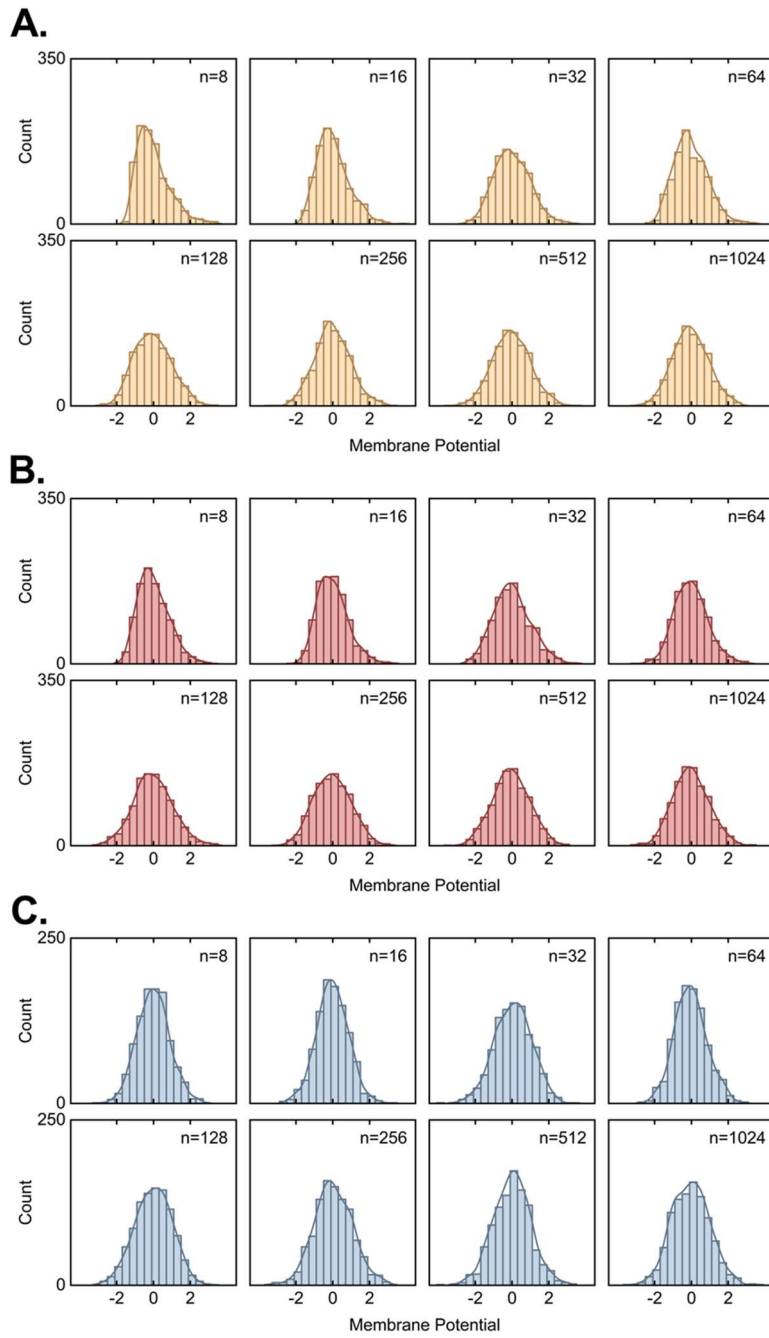 A.
350
n=8
n=16
n=32
n=64
Count
0
350
n=128
n=256
n=512
n=1024
Count
0
-2 0 2 -2 0 2 -2 0 2 -2 0 2
Membrane Potential
B.
350
n=8
n=16
n=32
n=64
Count
0
350
n=128
n=256
n=512
n=1024
Count
0
-2 0 2 -2 0 2 -2 0 2 -2 0 2
Membrane Potential
C.
250
n=8
n=16
n=32
n=64
Count
0
250
n=128
n=256
n=512
n=1024
Count
0
-2 0 2 -2 0 2 -2 0 2 -2 0 2
Membrane Potential